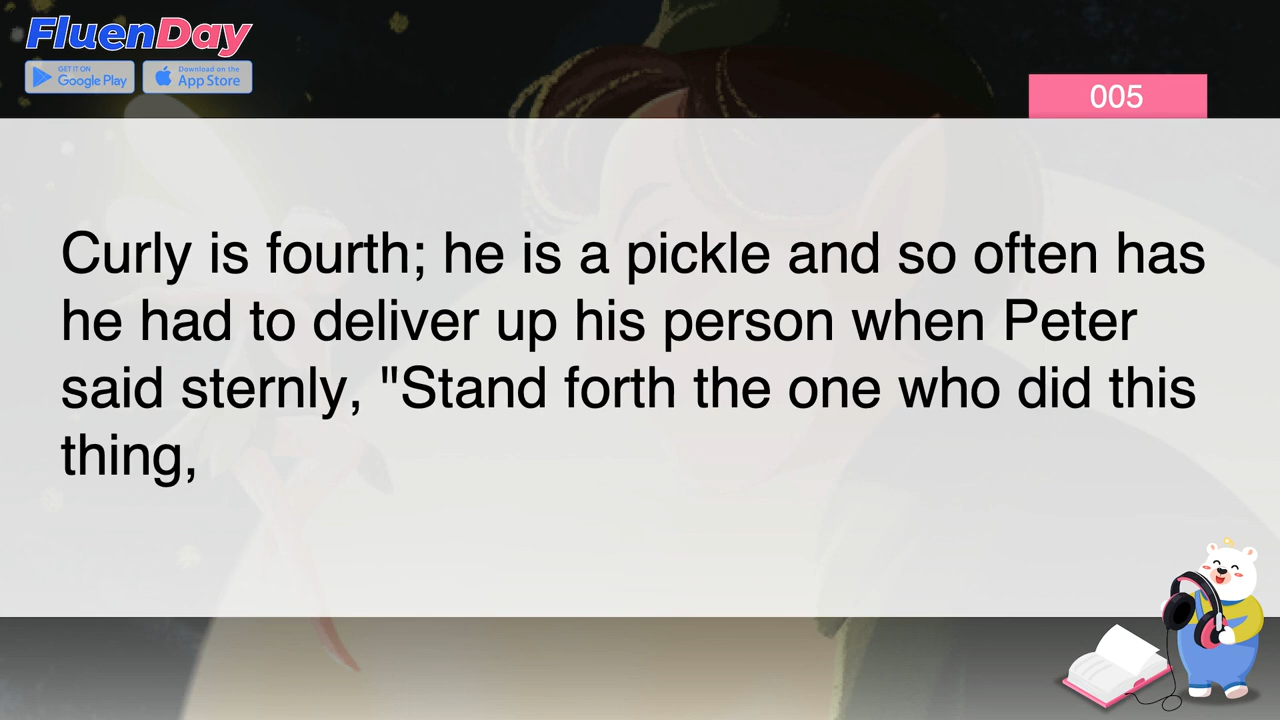 FluenDay
GET IT ON
Google Play
Download on the
App Store
005
Curly is fourth; he is a pickle and so often has
he had to deliver up his person when Peter
said sternly, "Stand forth the one who did this
thing,